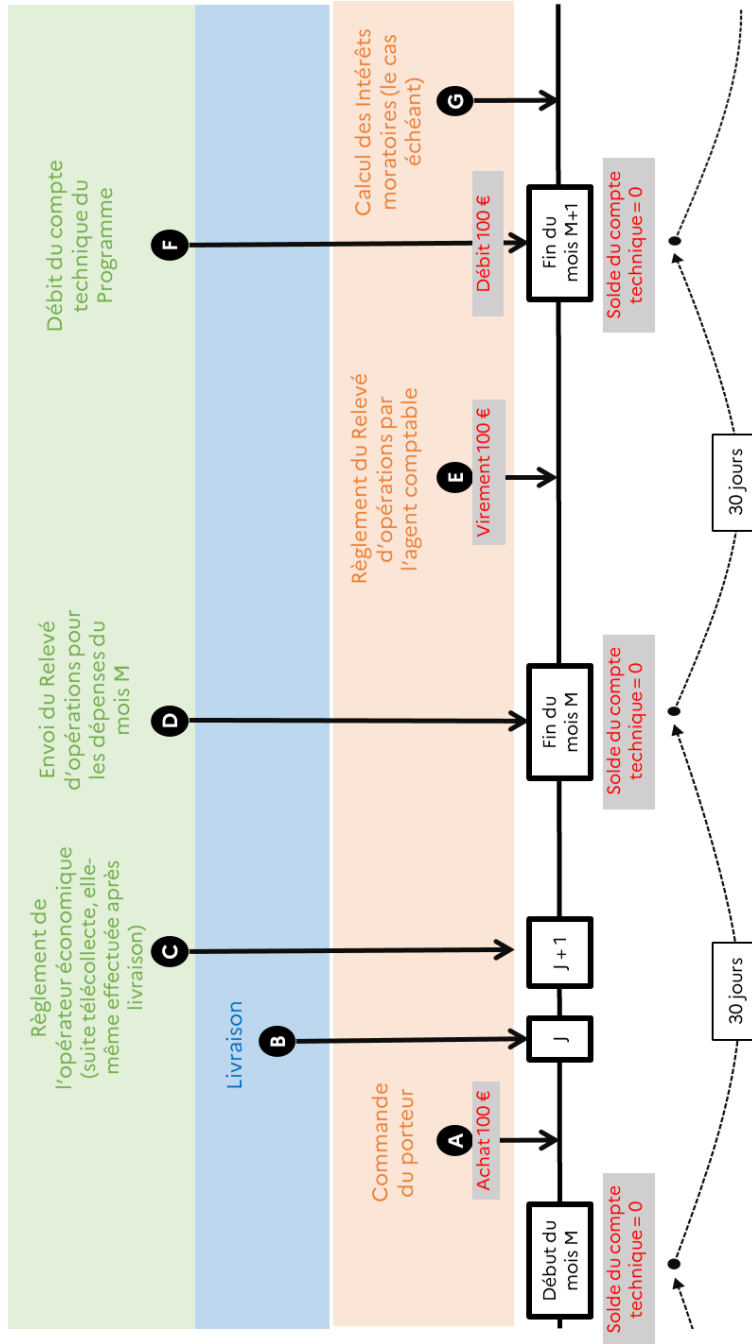 Règlement de
l'opérateur économique
(suite télécollecte, elle-
même effectuée après
livraison)
C
Envoi du Relevé
d'opérations pour
les dépenses du
mois M
D
Débit du compte
technique du
Programme
F
Livraison
B
Commande
du porteur
A
Achat 100 €
Règlement du Relevé
d'opérations par
l'agent comptable
E
Virement 100 €
Débit 100 €
Calcul des Intérêts
moratoires (le cas
échéant)
G
Début du
mois M
J
J + 1
Fin du
mois M
Fin du
mois M+1
Solde du compte
technique = 0
Solde du compte
technique = 0
Solde du compte
technique = 0
30 jours
30 jours